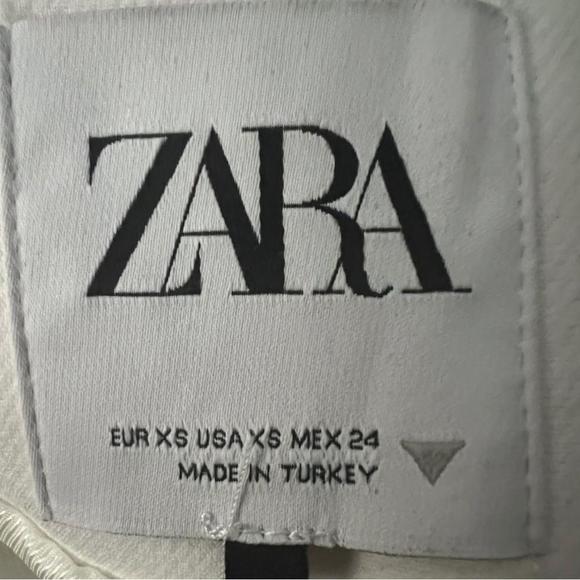 ZARA
EUR XS USA XS MEX 24
MADE IN TURKEY